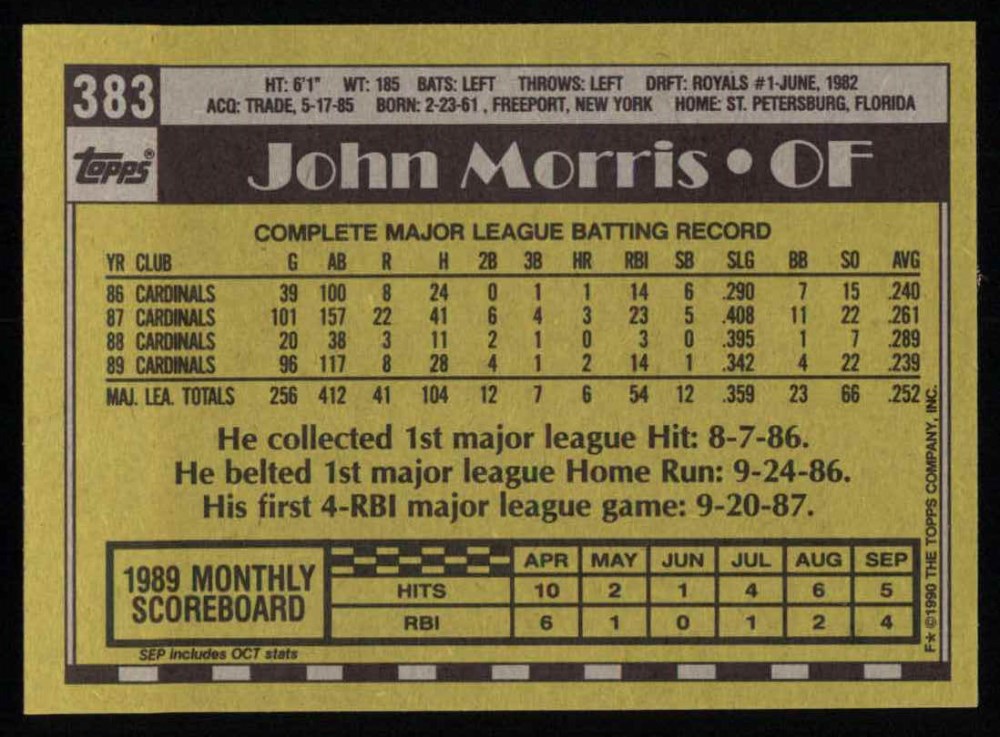 383
HT: 6'1" WT: 185 BATS: LEFT THROWS: LEFT DRFT: ROYALS #1-JUNE, 1982
ACQ: TRADE, 5-17-85 BORN: 2-23-61 , FREEPORT, NEW YORK HOME: ST. PETERSBURG, FLORIDA
topps®
John Morris • OF
COMPLETE MAJOR LEAGUE BATTING RECORD
YR CLUB G AB R H 2B 3B HR RBI SB SLG BB SO AVG
86 CARDINALS 39 100 8 24 0 1 1 14 6 .290 7 15 .240
87 CARDINALS 101 157 22 41 6 4 3 23 5 .408 11 22 .261
88 CARDINALS 20 38 3 11 2 1 0 3 0 .395 1 7 .289
89 CARDINALS 96 117 8 28 4 1 2 14 1 .342 4 22 .239
MAJ. LEA. TOTALS 256 412 41 104 12 7 6 54 12 .359 23 66 .252
He collected 1st major league Hit: 8-7-86.
He belted 1st major league Home Run: 9-24-86.
His first 4-RBI major league game: 9-20-87.
1989 MONTHLY
SCOREBOARD
APR MAY JUN JUL AUG SEP
HITS 10 2 1 4 6 5
RBI 6 1 0 1 2 4
SEP includes OCT stats
F★ ©1990 THE TOPPS COMPANY, INC.